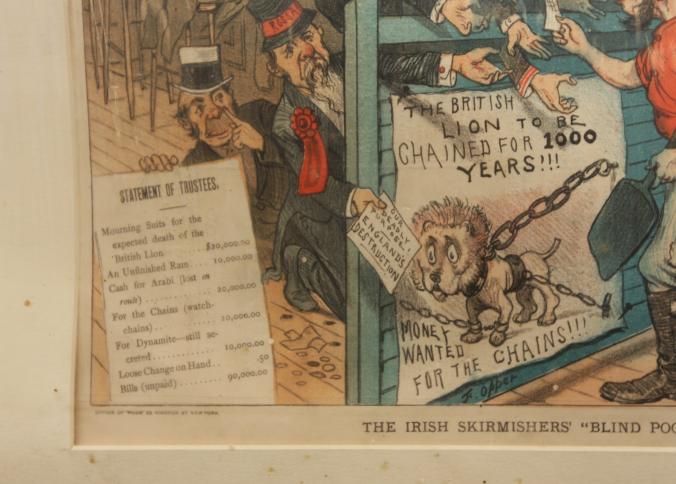 STATEMENT OF TRUSTEES.
Mourning Suits for the
expected death of the
British Lion ..... $20,000.00
An Unfinished Ram .... 10,000.00
Cash for Arabi (lost en
route) ............ 20,000.00
For the Chains (watch-
chains) .. .......... 10,000.00
For Dynamite—still se-
creted ............ 10,000.00
Loose Change on Hand .. .50
Bills (unpaid) ........... 90,000.00
OUR
DEADLY
PURPOSE:
ENGLAND'S
DESTRUCTION
THE BRITISH
LION TO BE
CHAINED FOR 1000
YEARS!!!
MONEY
WANTED
FOR THE CHAINS!!!
F. Opper
THE IRISH SKIRMISHERS' "BLIND POO